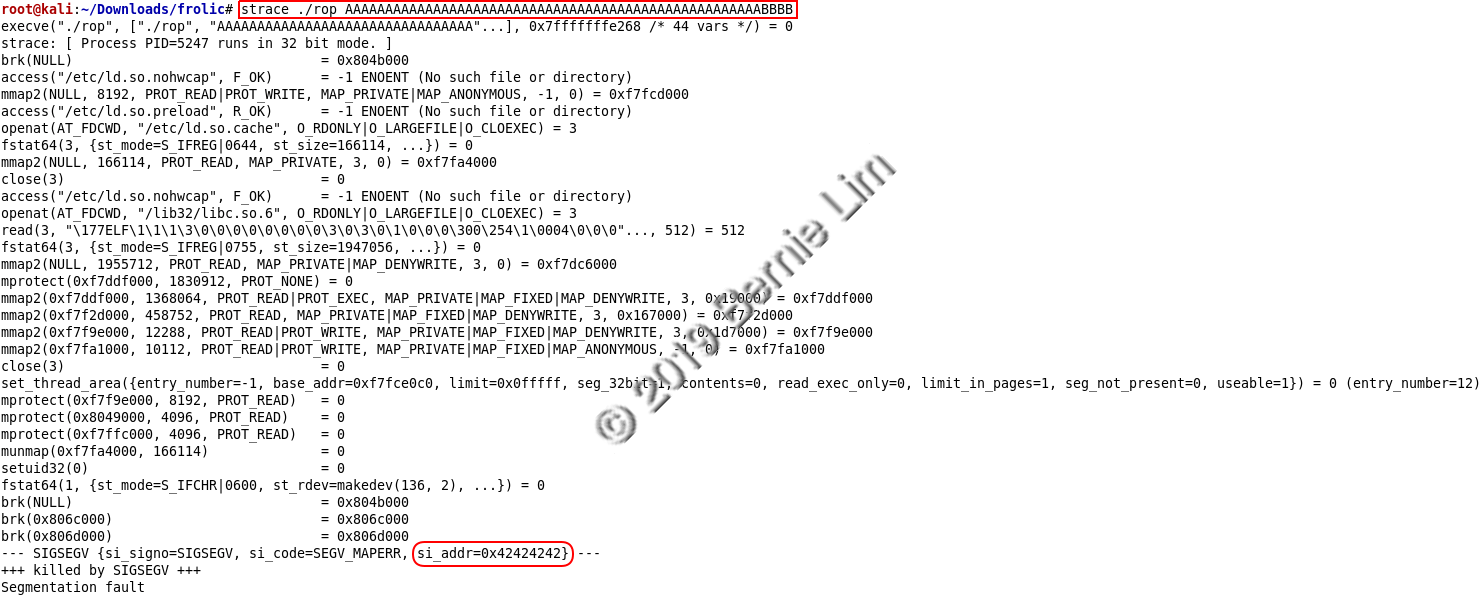 root@kali:~/Downloads/frolic# strace ./rop AAAAAAAAAAAAAAAAAAAAAAAAAAAAAAAAAAAAAAAAAAAAAAAAAAAABBBB
execve("./rop", ["./rop", "AAAAAAAAAAAAAAAAAAAAAAAAAAAAAAAA"...], 0x7fffffffe268 /* 44 vars */) = 0
strace: [ Process PID=5247 runs in 32 bit mode. ]
brk(NULL) = 0x804b000
access("/etc/ld.so.nohwcap", F_OK) = -1 ENOENT (No such file or directory)
mmap2(NULL, 8192, PROT_READ|PROT_WRITE, MAP_PRIVATE|MAP_ANONYMOUS, -1, 0) = 0xf7fcd000
access("/etc/ld.so.preload", R_OK) = -1 ENOENT (No such file or directory)
openat(AT_FDCWD, "/etc/ld.so.cache", O_RDONLY|O_LARGEFILE|O_CLOEXEC) = 3
fstat64(3, {st_mode=S_IFREG|0644, st_size=166114, ...}) = 0
mmap2(NULL, 166114, PROT_READ, MAP_PRIVATE, 3, 0) = 0xf7fa4000
close(3) = 0
access("/etc/ld.so.nohwcap", F_OK) = -1 ENOENT (No such file or directory)
openat(AT_FDCWD, "/lib32/libc.so.6", O_RDONLY|O_LARGEFILE|O_CLOEXEC) = 3
read(3, "\177ELF\1\1\1\3\0\0\0\0\0\0\0\0\3\0\3\0\1\0\0\0\300\254\1\0004\0\0\0"..., 512) = 512
fstat64(3, {st_mode=S_IFREG|0755, st_size=1947056, ...}) = 0
mmap2(NULL, 1955712, PROT_READ, MAP_PRIVATE|MAP_DENYWRITE, 3, 0) = 0xf7dc6000
mprotect(0xf7ddf000, 1830912, PROT_NONE) = 0
mmap2(0xf7ddf000, 1368064, PROT_READ|PROT_EXEC, MAP_PRIVATE|MAP_FIXED|MAP_DENYWRITE, 3, 0x19000) = 0xf7ddf000
mmap2(0xf7f2d000, 458752, PROT_READ, MAP_PRIVATE|MAP_FIXED|MAP_DENYWRITE, 3, 0x167000) = 0xf7f2d000
mmap2(0xf7f9e000, 12288, PROT_READ|PROT_WRITE, MAP_PRIVATE|MAP_FIXED|MAP_DENYWRITE, 3, 0x1d7000) = 0xf7f9e000
mmap2(0xf7fa1000, 10112, PROT_READ|PROT_WRITE, MAP_PRIVATE|MAP_FIXED|MAP_ANONYMOUS, -1, 0) = 0xf7fa1000
close(3) = 0
set_thread_area({entry_number=-1, base_addr=0xf7fce0c0, limit=0x0fffff, seg_32bit=1, contents=0, read_exec_only=0, limit_in_pages=1, seg_not_present=0, useable=1}) = 0 (entry_number=12)
mprotect(0xf7f9e000, 8192, PROT_READ) = 0
mprotect(0x8049000, 4096, PROT_READ) = 0
mprotect(0xf7ffc000, 4096, PROT_READ) = 0
munmap(0xf7fa4000, 166114) = 0
setuid32(0) = 0
fstat64(1, {st_mode=S_IFCHR|0600, st_rdev=makedev(136, 2), ...}) = 0
brk(NULL) = 0x804b000
brk(0x806c000) = 0x806c000
brk(0x806d000) = 0x806d000
--- SIGSEGV {si_signo=SIGSEGV, si_code=SEGV_MAPERR, si_addr=0x42424242} ---
+++ killed by SIGSEGV +++
Segmentation fault
© 2019 Bernie Lim